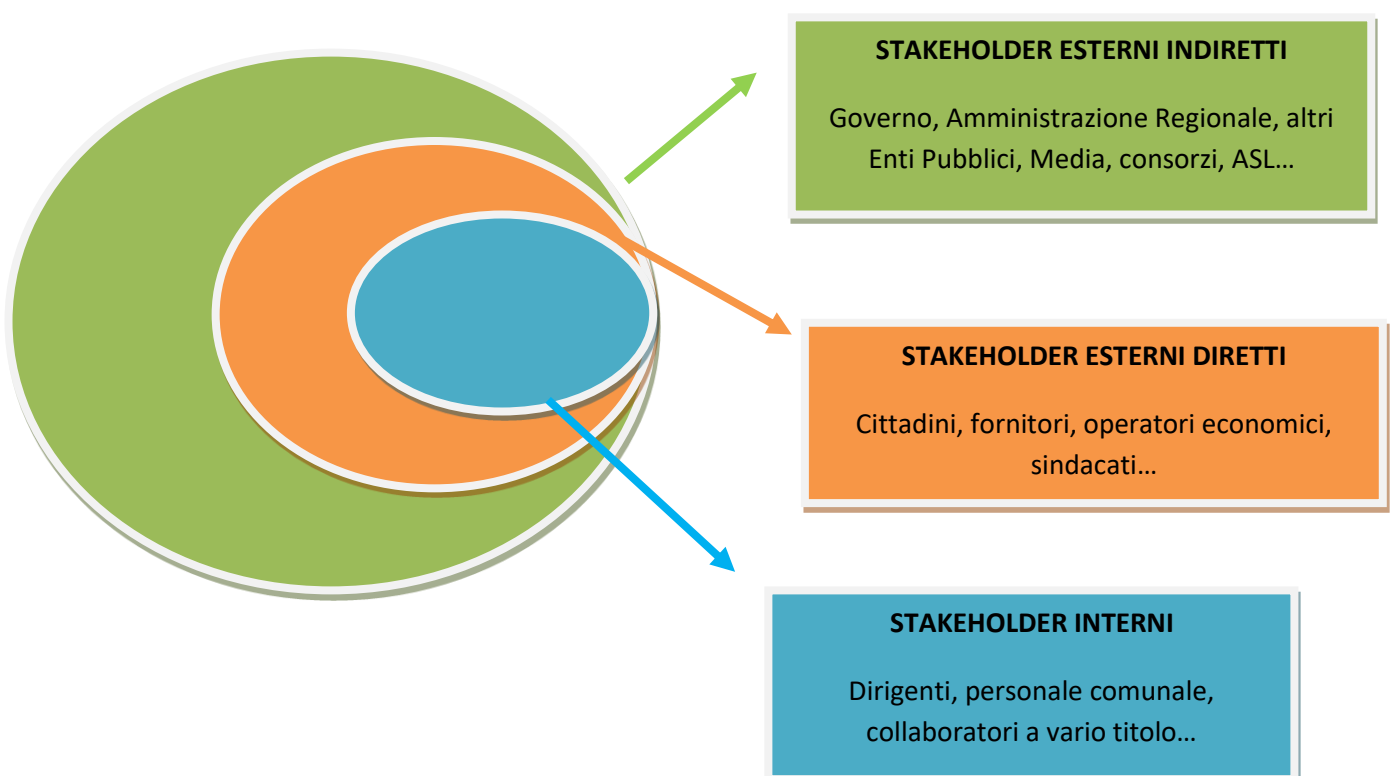 STAKEHOLDER ESTERNI INDIRETTI
Governo, Amministrazione Regionale, altri
Enti Pubblici, Media, consorzi, ASL…
STAKEHOLDER ESTERNI DIRETTI
Cittadini, fornitori, operatori economici,
sindacati…
STAKEHOLDER INTERNI
Dirigenti, personale comunale,
collaboratori a vario titolo…